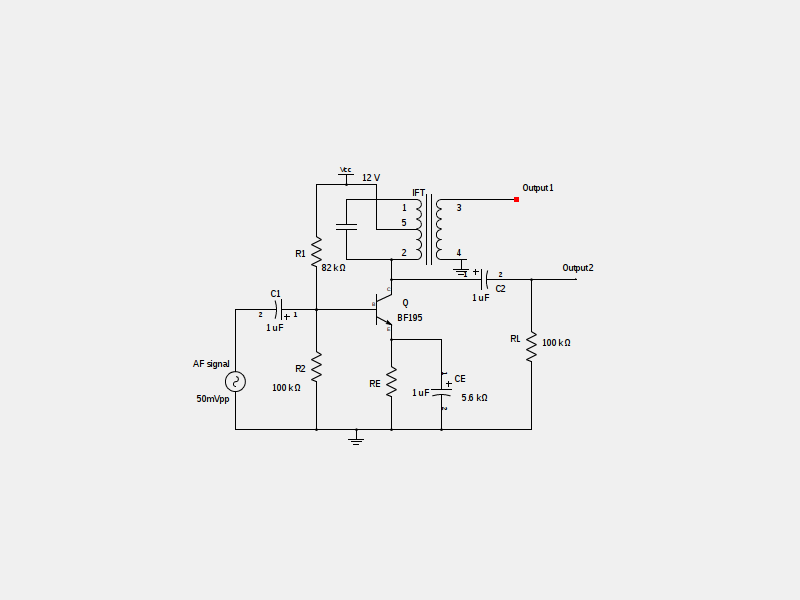 Vcc
12 V
IFT
Output1
1
3
5
R1
2
4
82 kΩ
1
+
2
Output2
C2
C
C1
1 uF
B
Q
2
+
1
BF195
1 uF
E
RL
100 kΩ
AF signal
R2
1
RE
+
CE
100 kΩ
1 uF
5.6 kΩ
50mVpp
2